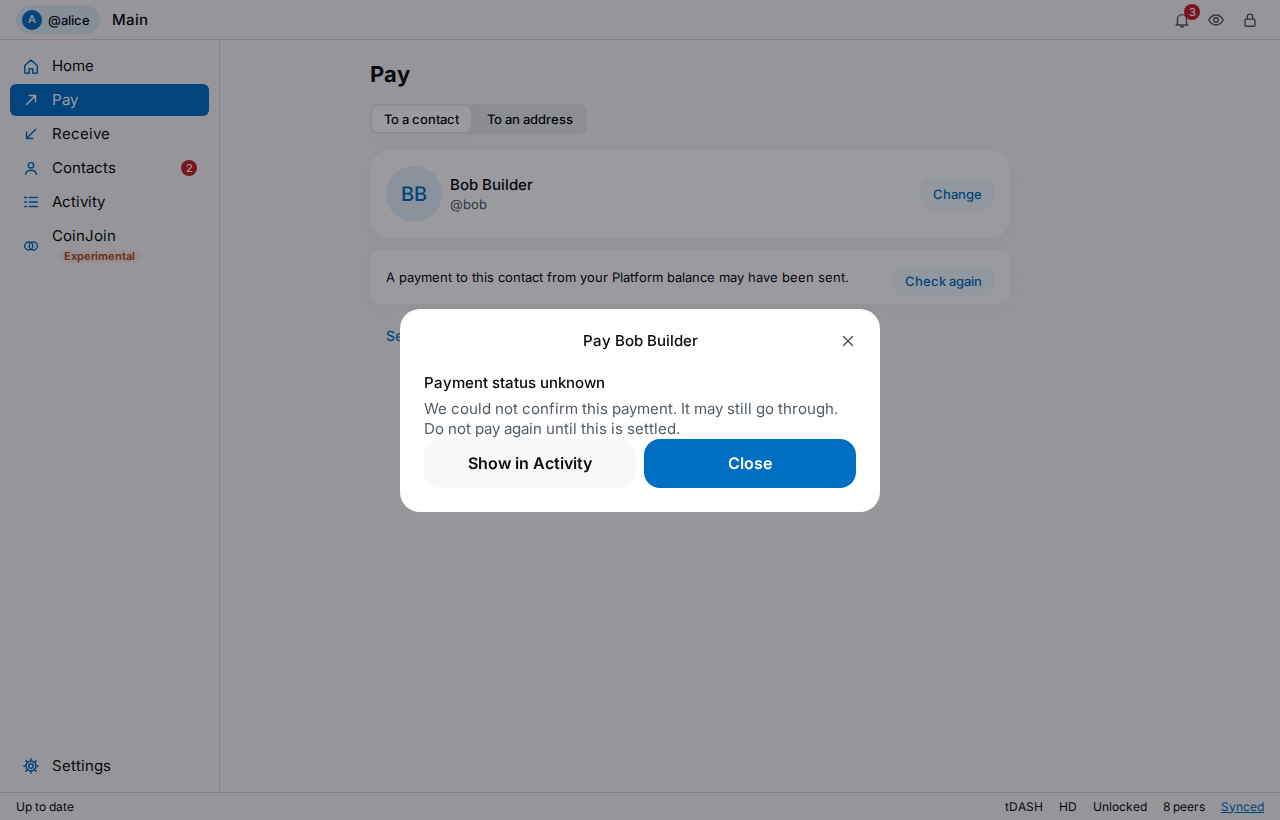 A @alice Main 3
Home
Pay
Receive
Contacts 2
Activity
CoinJoin
Experimental
Settings
Pay
To a contact To an address
BB Bob Builder
@bob
Change
A payment to this contact from your Platform balance may have been sent. Check again
Se
Pay Bob Builder
Payment status unknown
We could not confirm this payment. It may still go through.
Do not pay again until this is settled.
Show in Activity Close
Up to date tDASH HD Unlocked 8 peers Synced